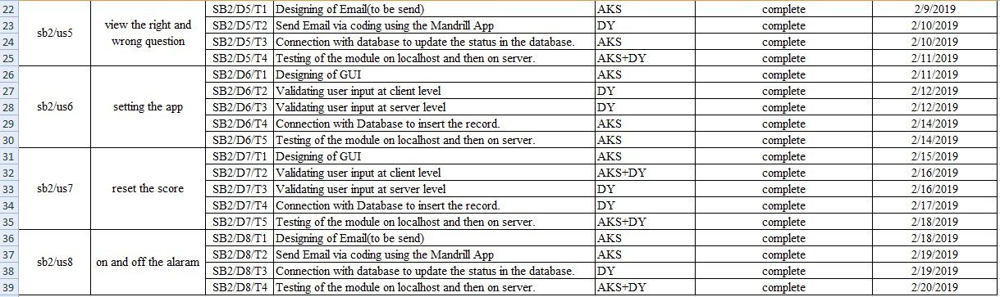 22 SB2/D5/T1 Designing of Email(to be send) AKS complete 2/9/2019
23 sb2/us5 view the right and wrong question SB2/D5/T2 Send Email via coding using the Mandrill App DY complete 2/10/2019
24 SB2/D5/T3 Connection with database to update the status in the database. AKS complete 2/10/2019
25 SB2/D5/T4 Testing of the module on localhost and then on server. AKS+DY complete 2/11/2019
26 SB2/D6/T1 Designing of GUI AKS complete 2/11/2019
27 SB2/D6/T2 Validating user input at client level DY complete 2/12/2019
28 sb2/us6 setting the app SB2/D6/T3 Validating user input at server level DY complete 2/12/2019
29 SB2/D6/T4 Connection with Database to insert the record. AKS complete 2/14/2019
30 SB2/D6/T5 Testing of the module on localhost and then on server. AKS complete 2/14/2019
31 SB2/D7/T1 Designing of GUI AKS complete 2/15/2019
32 SB2/D7/T2 Validating user input at client level AKS+DY complete 2/16/2019
33 sb2/us7 reset the score SB2/D7/T3 Validating user input at server level DY complete 2/16/2019
34 SB2/D7/T4 Connection with Database to insert the record. DY complete 2/17/2019
35 SB2/D7/T5 Testing of the module on localhost and then on server. AKS+DY complete 2/18/2019
36 SB2/D8/T1 Designing of Email(to be send) AKS complete 2/18/2019
37 sb2/us8 on and off the alaram SB2/D8/T2 Send Email via coding using the Mandrill App AKS complete 2/19/2019
38 SB2/D8/T3 Connection with database to update the status in the database. DY complete 2/19/2019
39 SB2/D8/T4 Testing of the module on localhost and then on server. AKS+DY complete 2/20/2019